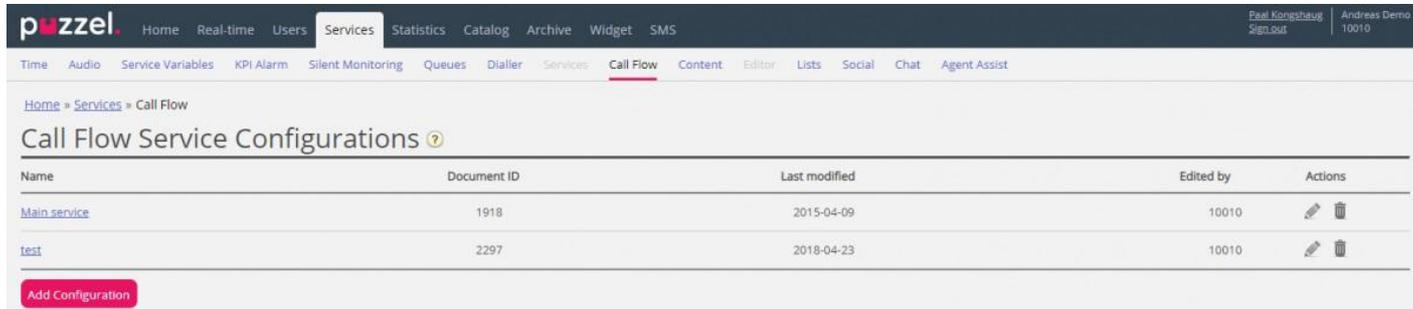 puzzel.
Home Real-time Users Services Statistics Catalog Archive Widget SMS
Paal Kongshaug Andreas Demo
Sign out 10010
Time Audio Service Variables KPI Alarm Silent Monitoring Queues Dialler Services Call Flow Content Editor Lists Social Chat Agent Assist
Home » Services » Call Flow
Call Flow Service Configurations ?
Name Document ID Last modified Edited by Actions
Main service 1918 2015-04-09 10010
test 2297 2018-04-23 10010
Add Configuration